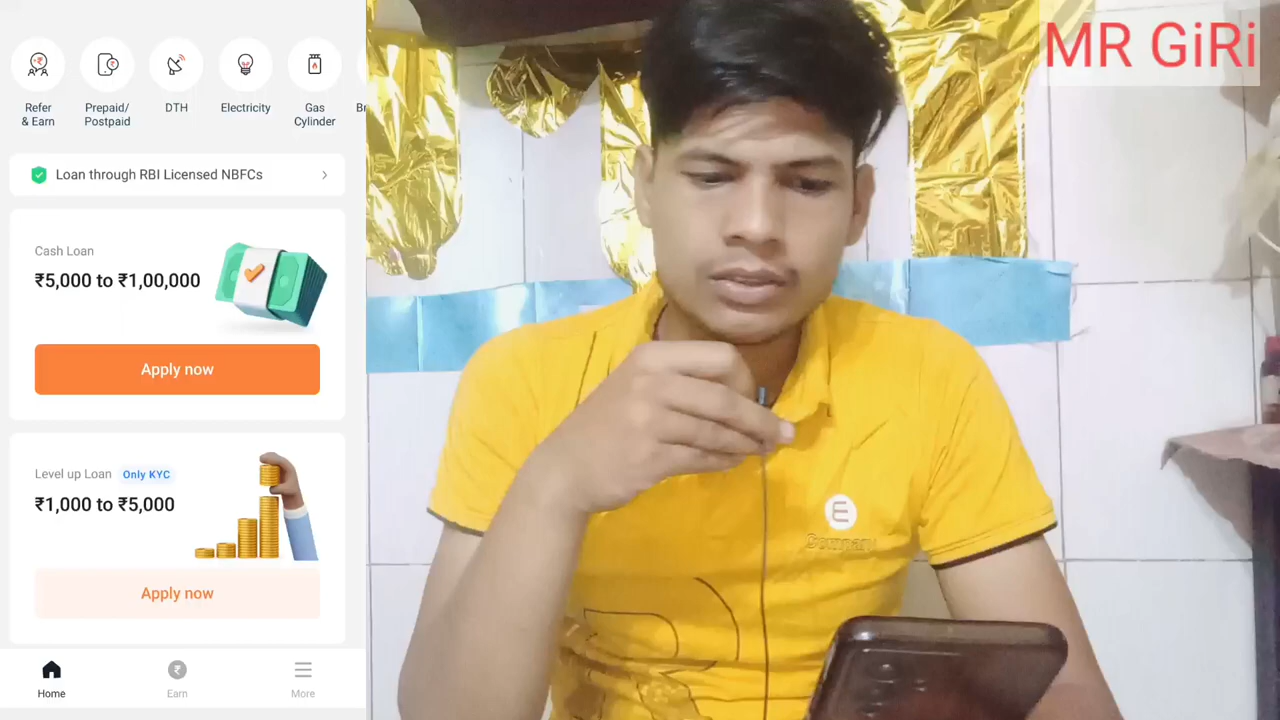 MR GiRi
Refer
& Earn
Prepaid/
Postpaid
DTH
Electricity
Gas
Cylinder
Br
Loan through RBI Licensed NBFCs
Cash Loan
₹5,000 to ₹1,00,000
Apply now
Level up Loan Only KYC
₹1,000 to ₹5,000
Apply now
Home
Earn
More
E
Company